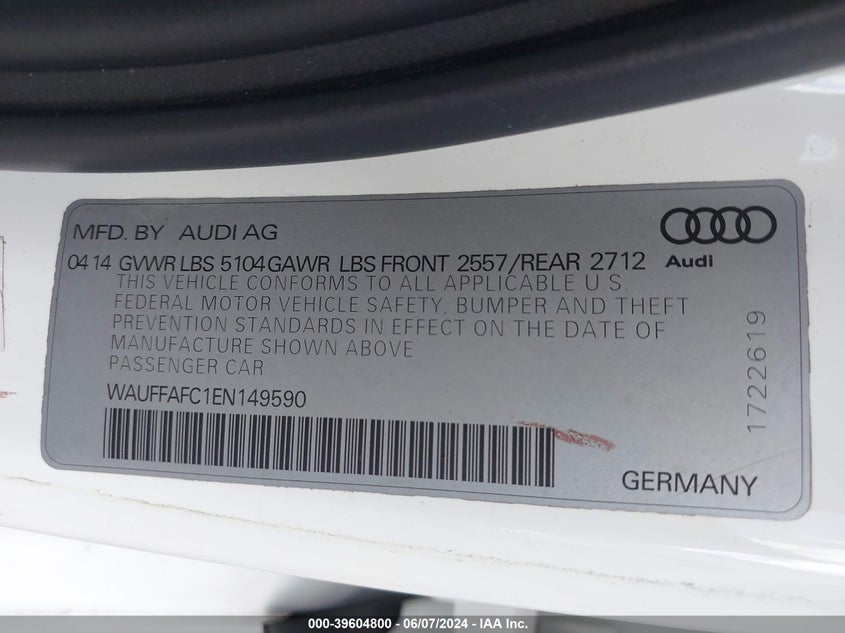 MFD. BY AUDI AG
04 14 GVWR LBS 5104 GAWR LBS FRONT 2557/REAR 2712
Audi
THIS VEHICLE CONFORMS TO ALL APPLICABLE U.S.
FEDERAL MOTOR VEHICLE SAFETY, BUMPER AND THEFT
PREVENTION STANDARDS IN EFFECT ON THE DATE OF
MANUFACTURE SHOWN ABOVE
PASSENGER CAR
WAUFFAFC1EN149590
1722619
GERMANY
000-39604800 - 06/07/2024 - IAA Inc.